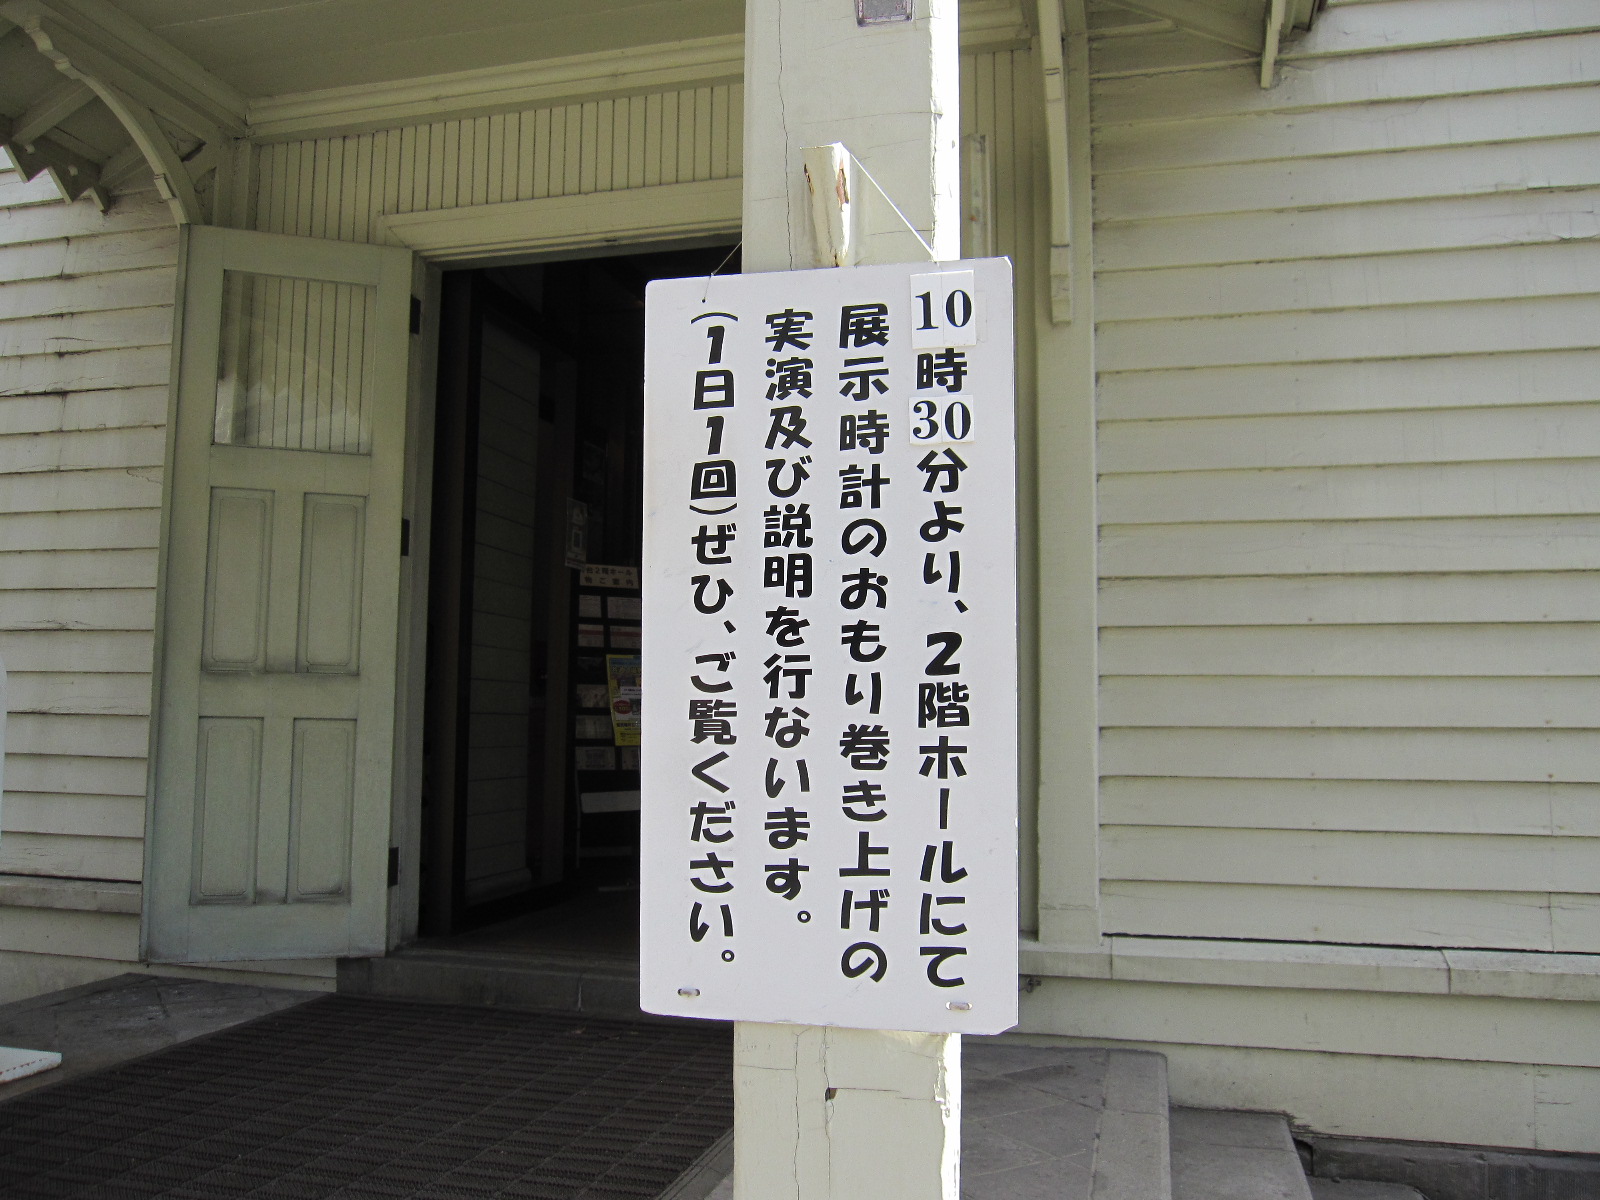 10時30分より、2階ホールにて
展示時計のおもり巻き上げの
実演及び説明を行ないます。
(1日1回)ぜひ、ご覧ください。